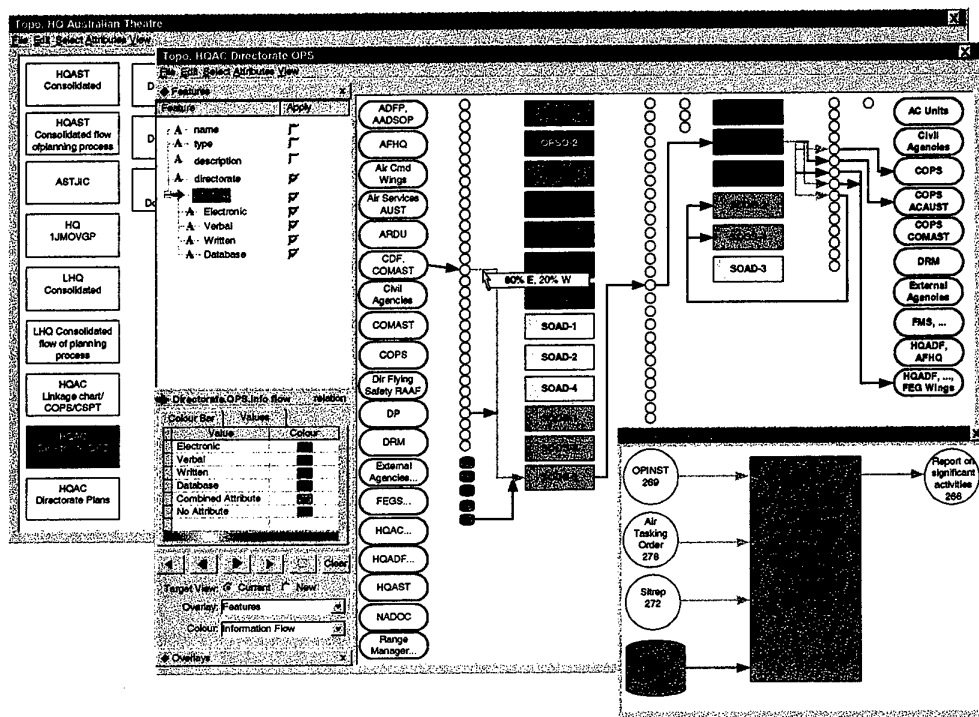 Topo. HQ Australian Theatre
File Edit Select Attributes View
HQAST
Consolidated
HQAST
Consolidated flow
ofplanning process
ASTJIC
HQ
1JMOVGP
LHQ
Consolidated
LHQ Consolidated
flow of planning
process
HQAC
Linkage chart/
COPS/CSPT
HQAC
Directorate Plans
Topo. HQAC Directorate OPS
File Edit Select Attributes View
Features x
Feature Apply
A name
A type
A description
A directorate
A Electronic
A Verbal
A Written
A Database
Directorate.OPS.Info flow relation
Colour Bar Values
Value Colour
Electronic
Verbal
Written
Database
Combined Attribute
No Attribute
Clear
Target View: Current New
Overlay: Features
Colour: Information Flow
Overlays x
ADFP,
AADSOP
AFHQ
Air Cmd
Wings
Air Services
AUST
ARDU
CDF,
COMAST
Civil
Agencies
COMAST
COPS
Dir Flying
Safety RAAF
DP
DRM
External
Agencies...
FEGS...
HQAC...
HQADF...
HQAST
NADOC
Range
Manager...
OPSO-2
80% E, 20% W
SOAD-1
SOAD-2
SOAD-4
SOAD-3
AC Units
Civil
Agencies
COPS
COPS
ACAUST
COPS
COMAST
DRM
External
Agencies
FMS, ...
HQADF,
AFHQ
HQADF, ...,
FEG Wings
OPINST
269
Air
Tasking
Order
278
Sitrep
272
Report on
significant
activities
266